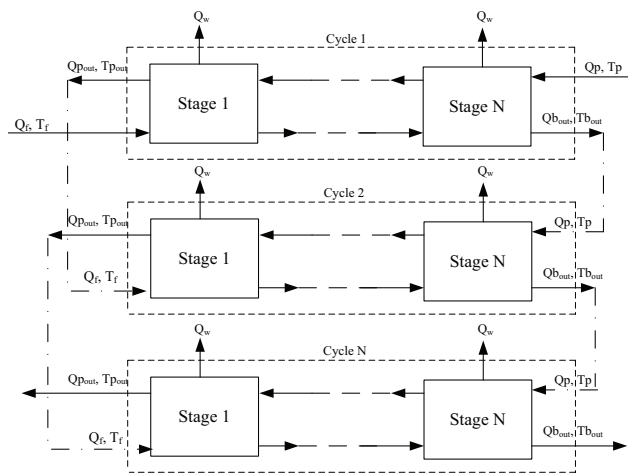 Qw Qw
Cycle 1
Qpout, Tpout Qp, Tp
Stage 1 Stage N
Qf, Tf Qbout, Tbout
Qw Qw
Cycle 2
Qpout, Tpout Qp, Tp
Stage 1 Stage N
Qf, Tf Qbout, Tbout
Qw Qw
Cycle N
Qpout, Tpout Qp, Tp
Stage 1 Stage N
Qf, Tf Qbout, Tbout